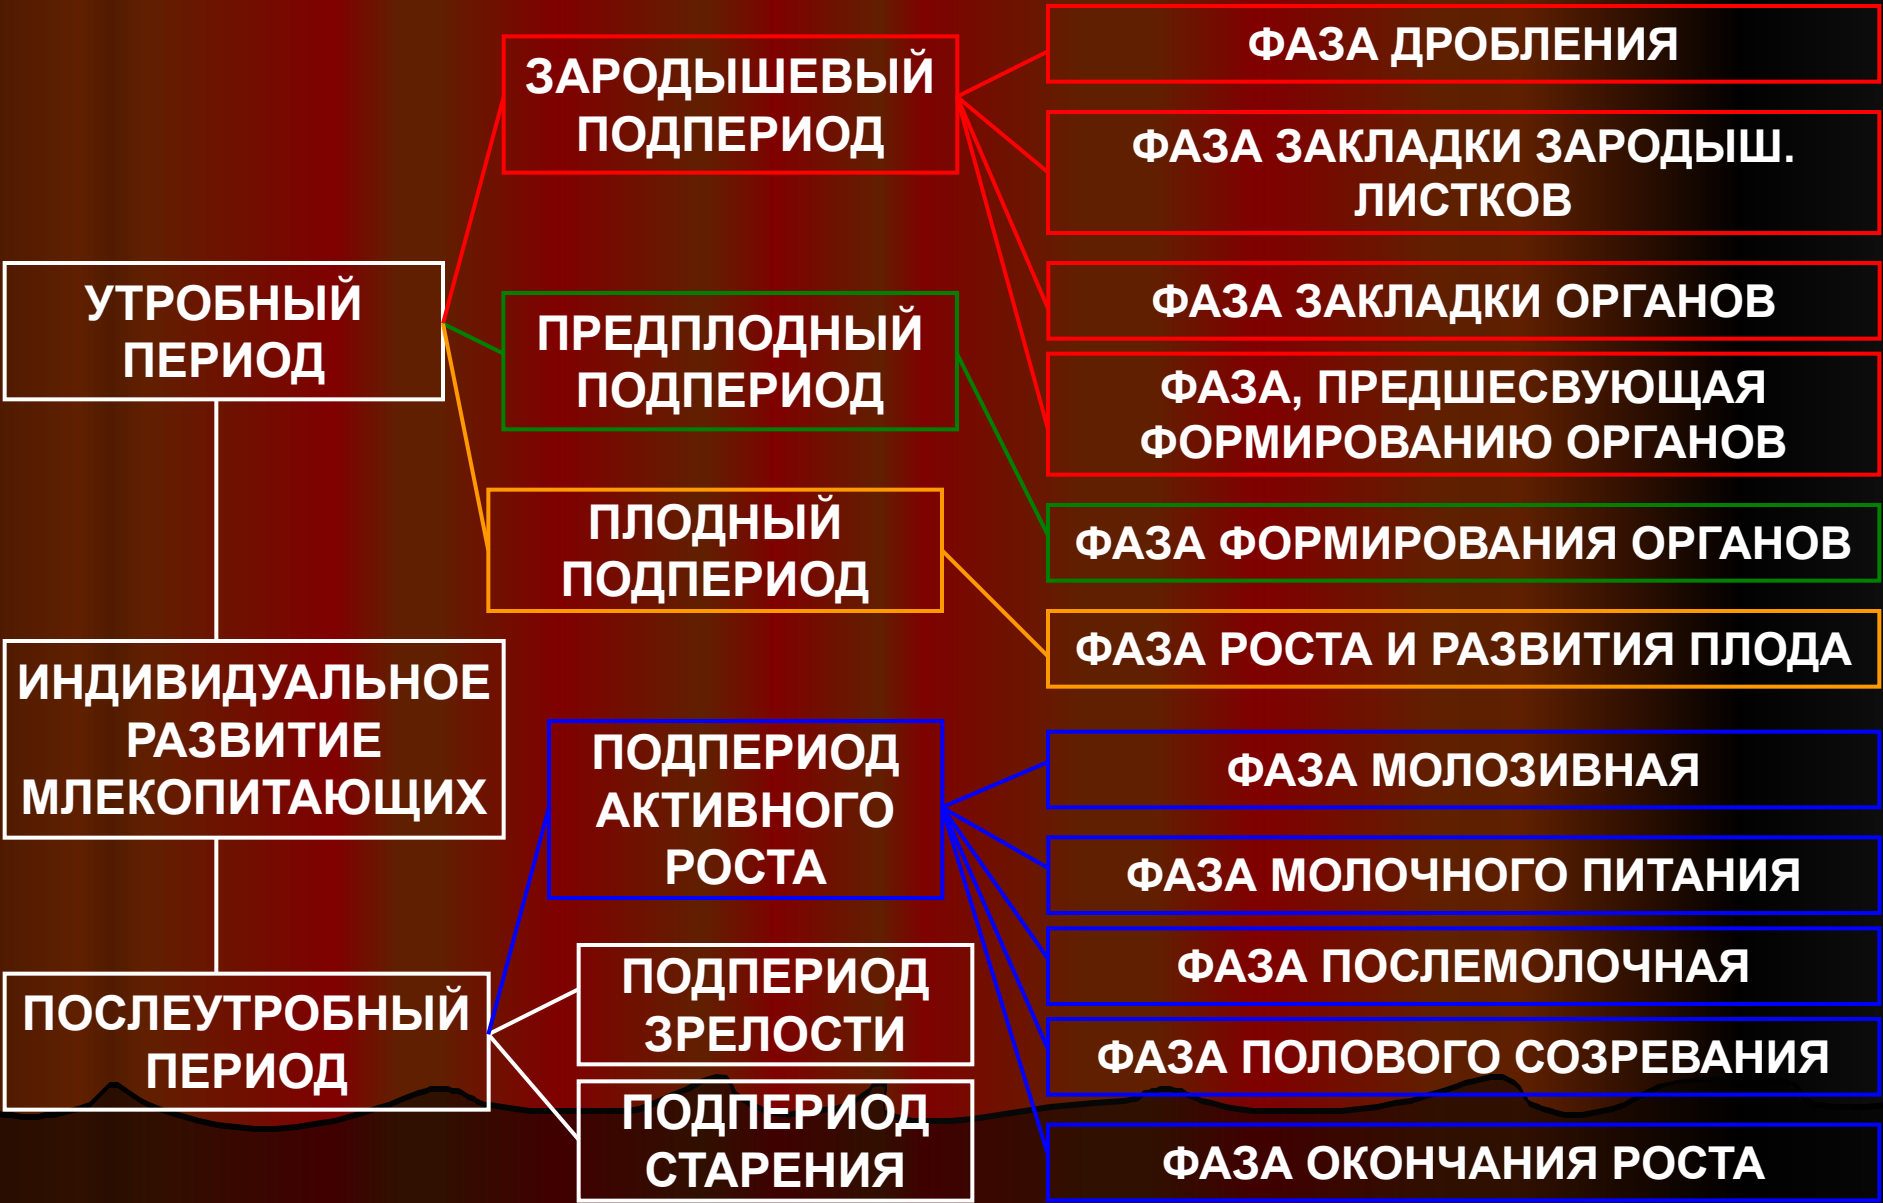 УТРОБНЫЙ
ПЕРИОД
ИНДИВИДУАЛЬНОЕ
РАЗВИТИЕ
МЛЕКОПИТАЮЩИХ
ПОСЛЕУТРОБНЫЙ
ПЕРИОД
ЗАРОДЫШЕВЫЙ
ПОДПЕРИОД
ПРЕДПЛОДНЫЙ
ПОДПЕРИОД
ПЛОДНЫЙ
ПОДПЕРИОД
ПОДПЕРИОД
АКТИВНОГО
РОСТА
ПОДПЕРИОД
ЗРЕЛОСТИ
ПОДПЕРИОД
СТАРЕНИЯ
ФАЗА ДРОБЛЕНИЯ
ФАЗА ЗАКЛАДКИ ЗАРОДЫШ.
ЛИСТКОВ
ФАЗА ЗАКЛАДКИ ОРГАНОВ
ФАЗА, ПРЕДШЕСВУЮЩАЯ
ФОРМИРОВАНИЮ ОРГАНОВ
ФАЗА ФОРМИРОВАНИЯ ОРГАНОВ
ФАЗА РОСТА И РАЗВИТИЯ ПЛОДА
ФАЗА МОЛОЗИВНАЯ
ФАЗА МОЛОЧНОГО ПИТАНИЯ
ФАЗА ПОСЛЕМОЛОЧНАЯ
ФАЗА ПОЛОВОГО СОЗРЕВАНИЯ
ФАЗА ОКОНЧАНИЯ РОСТА